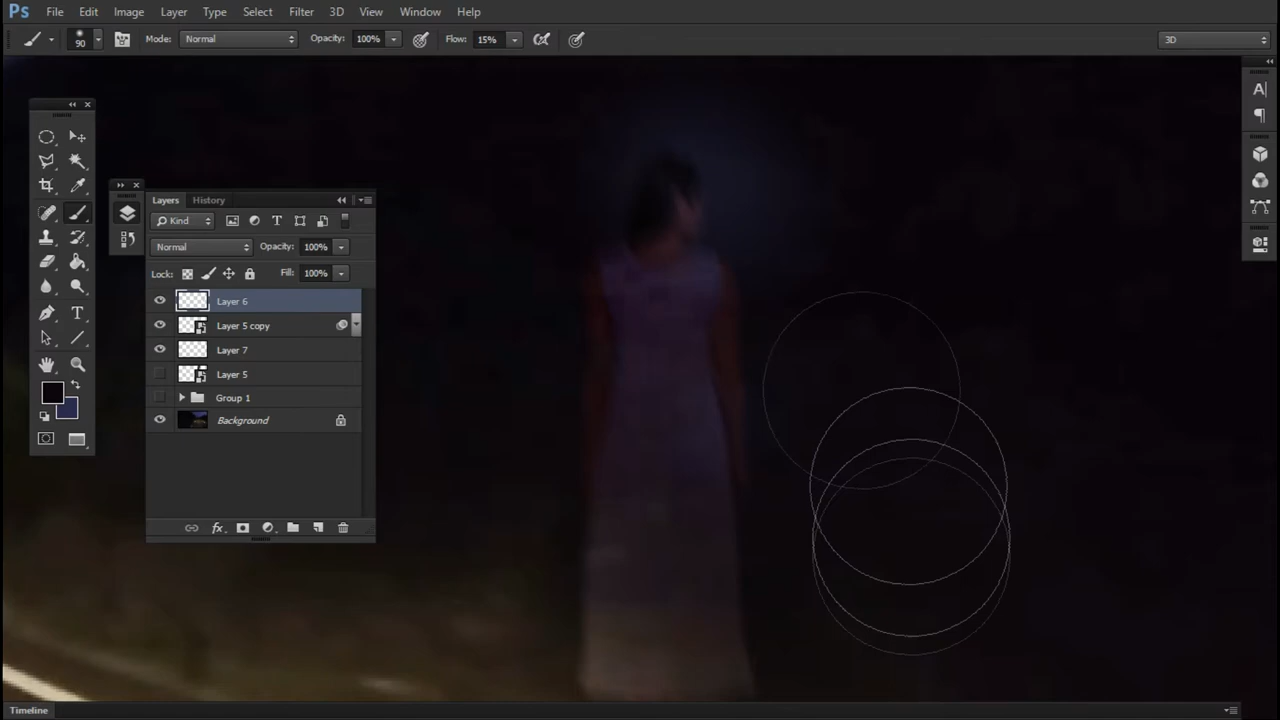 Ps File Edit Image Layer Type Select Filter 3D View Window Help
90 Mode: Normal Opacity: 100% Flow: 15% 3D
Layers History
Kind T
Normal Opacity: 100%
Lock: Fill: 100%
Layer 6
Layer 5 copy
Layer 7
Layer 5
Group 1
Background
fx
T
A
Timeline